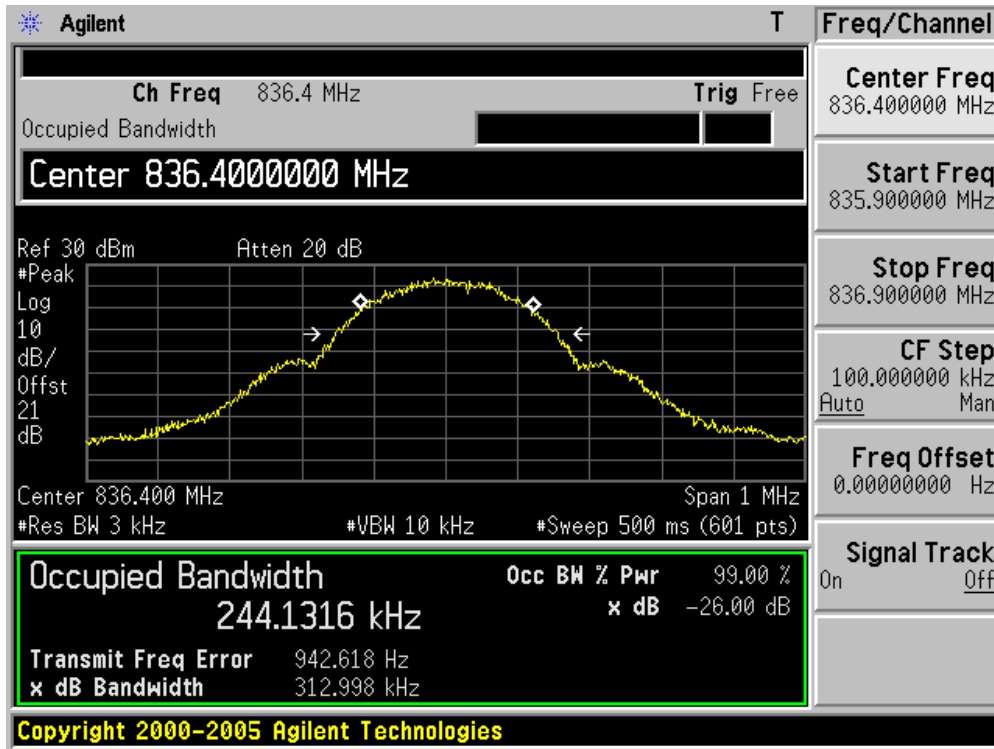 Agilent T Freq/Channel
Ch Freq 836.4 MHz Trig Free
Occupied Bandwidth
Center 836.4000000 MHz
Ref 30 dBm Atten 20 dB
#Peak
Log
10
dB/
Offst
21
dB
Center 836.400 MHz Span 1 MHz
#Res BW 3 kHz #VBW 10 kHz #Sweep 500 ms (601 pts)
Occupied Bandwidth
244.1316 kHz
Occ BW % Pwr 99.00 %
x dB -26.00 dB
Transmit Freq Error 942.618 Hz
x dB Bandwidth 312.998 kHz
Copyright 2000-2005 Agilent Technologies
Center Freq
836.400000 MHz
Start Freq
835.900000 MHz
Stop Freq
836.900000 MHz
CF Step
100.000000 kHz
Auto Man
Freq Offset
0.00000000 Hz
Signal Track
On Off